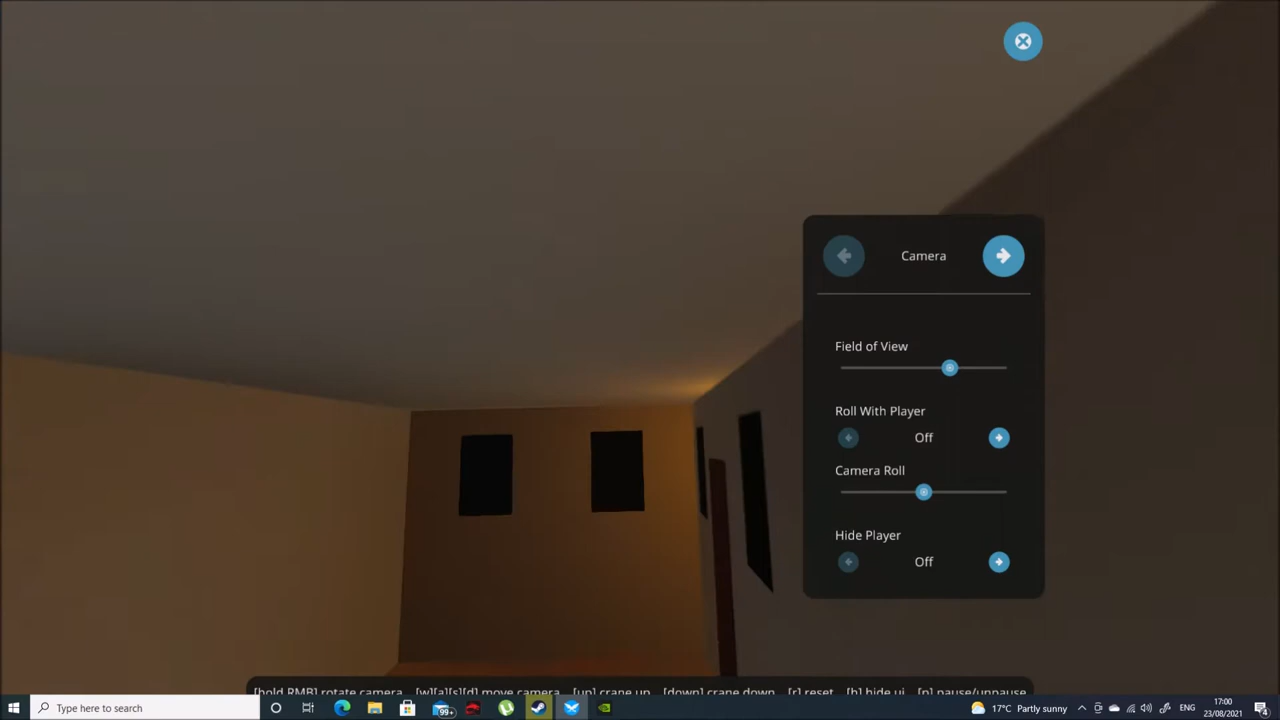 Camera
Field of View
Roll With Player
Off
Camera Roll
Hide Player
Off
[hold RMB] rotate camera [w][a][s][d] move camera [up] crane up [down] crane down [r] reset [h] hide ui [p] pause/unpause
Type here to search
99+
17°C Partly sunny
ENG
17:00
23/08/2021
4